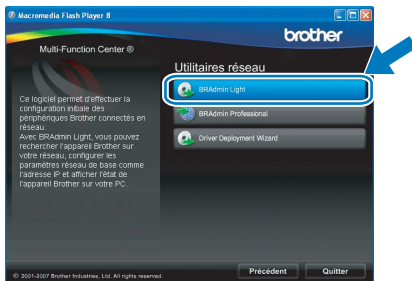 Macromedia Flash Player 8
brother
Multi-Function Center ®
Utilitaires réseau
BRAdmin Light
BRAdmin Professional
Driver Deployment Wizard
Ce logiciel permet d'effectuer la
configuration initiale des
périphériques Brother connectés en
réseau.
Avec BRAdmin Light, vous pouvez
rechercher l'appareil Brother sur
votre réseau, configurer les
paramètres réseau de base comme
l'adresse IP et afficher l'état de
l'appareil Brother sur votre PC.
© 2001-2007 Brother Industries, Ltd. All rights reserved.
Précédent
Quitter